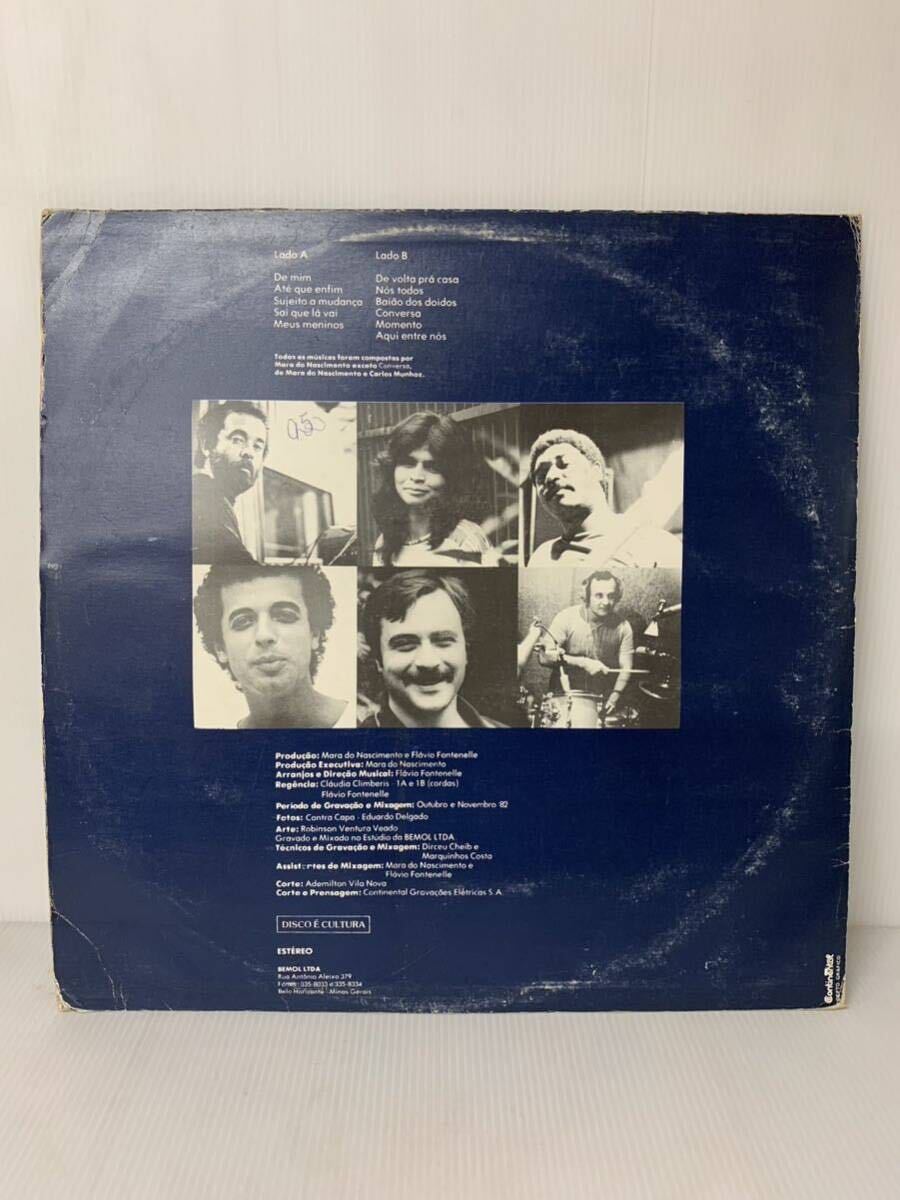 Lado A
De mim
Até que enfim
Sujeito a mudança
Sai que lá vai
Meus meninos
Lado B
De volta prá casa
Nós todos
Baião dos doidos
Conversa
Momento
Aqui entre nós
Todas as músicas foram compostas por
Mara do Nascimento exceto Conversa,
de Mara do Nascimento e Carlos Munhoz.
Produção: Mara do Nascimento e Flávio Fontenelle
Produção Executiva: Mara do Nascimento
Arranjos e Direção Musical: Flávio Fontenelle
Regência: Cláudia Climberis - 1A e 1B (cordas)
Flávio Fontenelle
Período de Gravação e Mixagem: Outubro e Novembro 82
Fotos: Contra Capa - Eduardo Delgado
Arte: Robinson Ventura Veado
Gravado e Mixado no Estúdio da BEMOL LTDA
Técnicos de Gravação e Mixagem: Dirceu Cheib e
Marquinhos Costa
Assistentes de Mixagem: Mara do Nascimento e
Flávio Fontenelle
Corte: Ademilton Vila Nova
Corte e Prensagem: Continental Gravações Elétricas S.A.
DISCO É CULTURA
ESTÉREO
BEMOL LTDA
Rua Antônio Aleixo 379
Fones: 335-8033 e 335-8334
Belo Horizonte - Minas Gerais